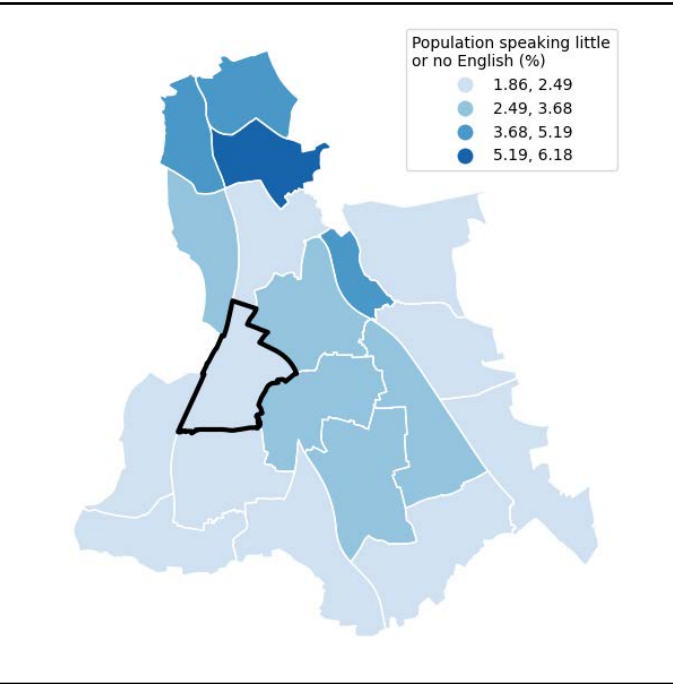 Population speaking little
or no English (%)
1.86, 2.49
2.49, 3.68
3.68, 5.19
5.19, 6.18